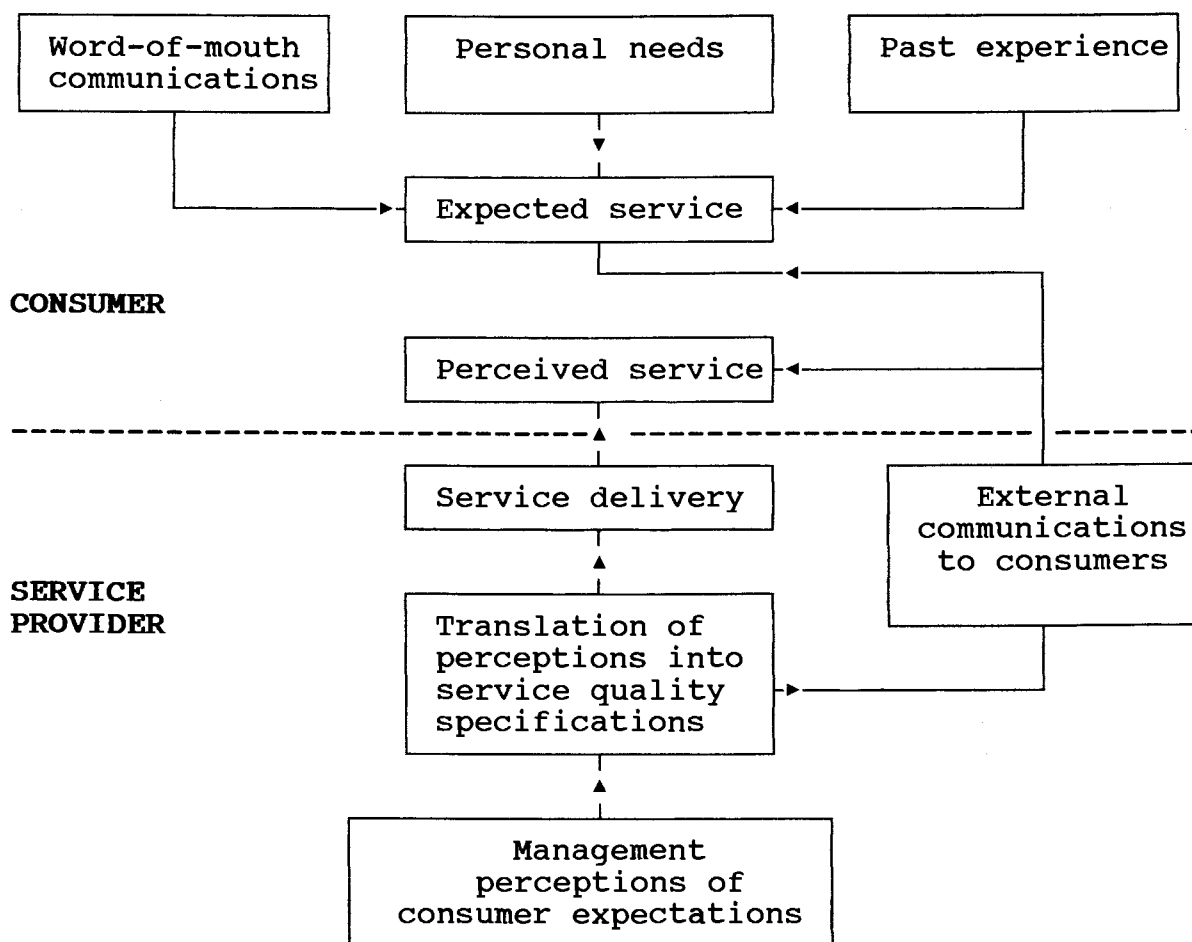 Word-of-mouth
communications
Personal needs
Past experience
Expected service
CONSUMER
Perceived service
Service delivery
External
communications
to consumers
SERVICE
PROVIDER
Translation of
perceptions into
service quality
specifications
Management
perceptions of
consumer expectations